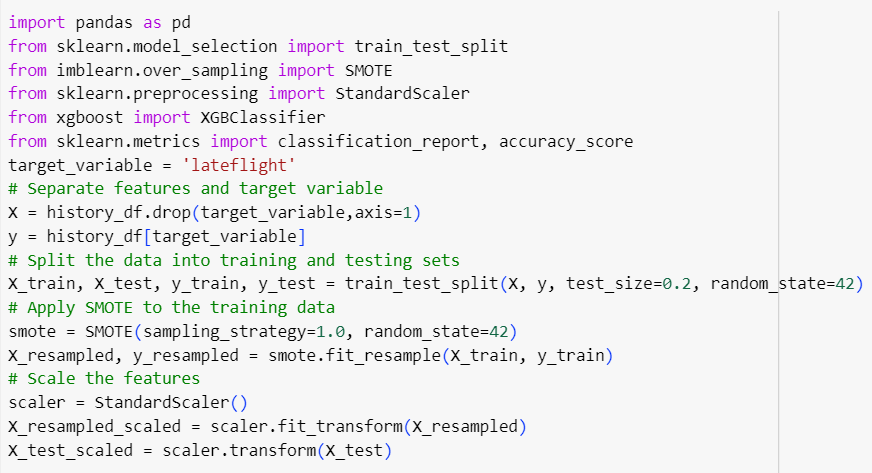 import pandas as pd
from sklearn.model_selection import train_test_split
from imblearn.over_sampling import SMOTE
from sklearn.preprocessing import StandardScaler
from xgboost import XGBClassifier
from sklearn.metrics import classification_report, accuracy_score
target_variable = 'lateflight'
# Separate features and target variable
X = history_df.drop(target_variable,axis=1)
y = history_df[target_variable]
# Split the data into training and testing sets
X_train, X_test, y_train, y_test = train_test_split(X, y, test_size=0.2, random_state=42)
# Apply SMOTE to the training data
smote = SMOTE(sampling_strategy=1.0, random_state=42)
X_resampled, y_resampled = smote.fit_resample(X_train, y_train)
# Scale the features
scaler = StandardScaler()
X_resampled_scaled = scaler.fit_transform(X_resampled)
X_test_scaled = scaler.transform(X_test)